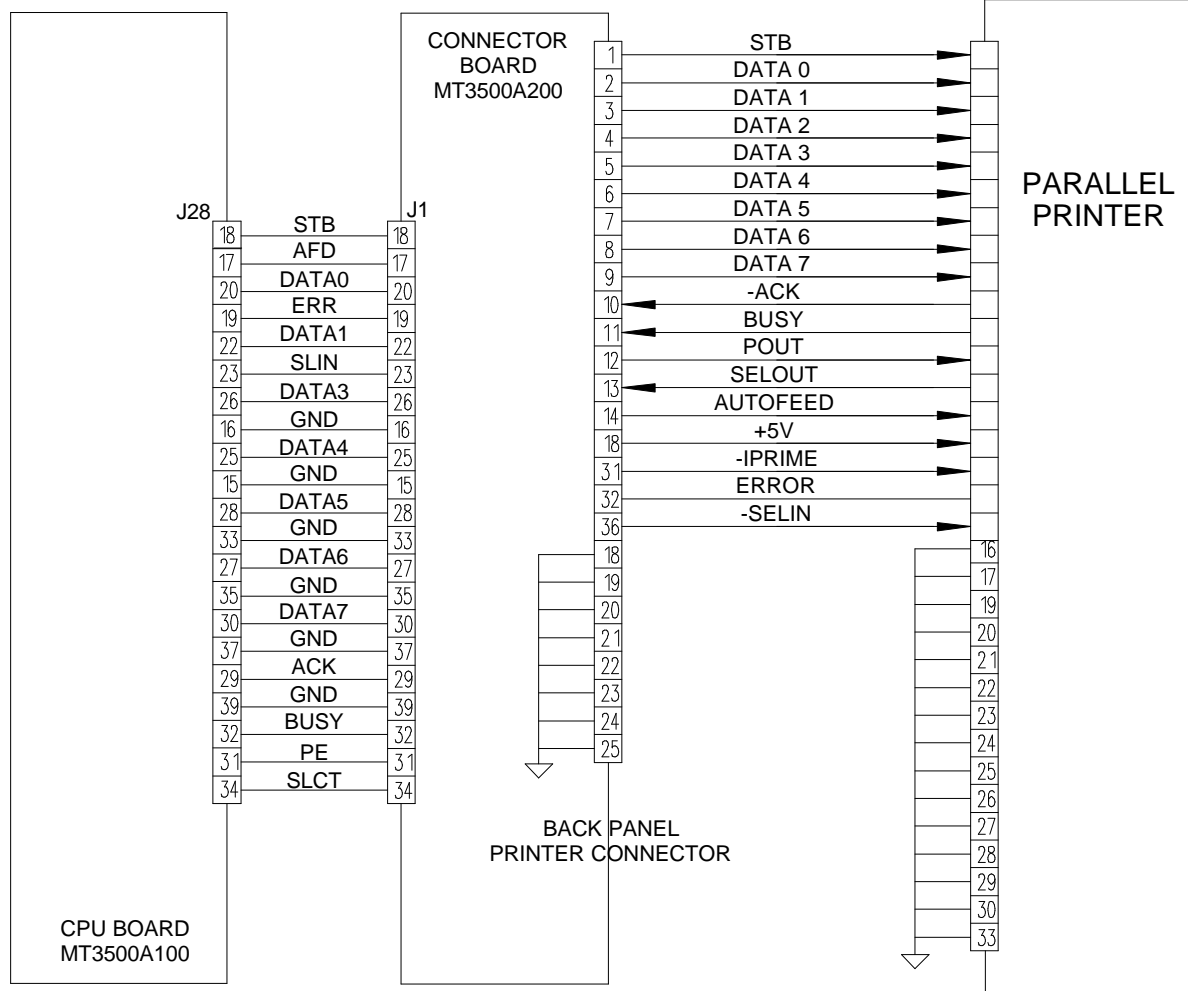 CONNECTOR
BOARD
MT3500A200
J28
J1
18 STB 18
17 AFD 17
20 DATA0 20
19 ERR 19
22 DATA1 22
23 SLIN 23
26 DATA3 26
16 GND 16
25 DATA4 25
15 GND 15
28 DATA5 28
33 GND 33
27 DATA6 27
35 GND 35
30 DATA7 30
37 GND 37
29 ACK 29
39 GND 39
32 BUSY 32
31 PE 31
34 SLCT 34
CPU BOARD
MT3500A100
1 STB
2 DATA 0
3 DATA 1
4 DATA 2
5 DATA 3
6 DATA 4
7 DATA 5
8 DATA 6
9 DATA 7
10 -ACK
11 BUSY
12 POUT
13 SELOUT
14 AUTOFEED
18 +5V
31 -IPRIME
32 ERROR
36 -SELIN
18
19
20
21
22
23
24
25
BACK PANEL
PRINTER CONNECTOR
PARALLEL
PRINTER
16
17
19
20
21
22
23
24
25
26
27
28
29
30
33